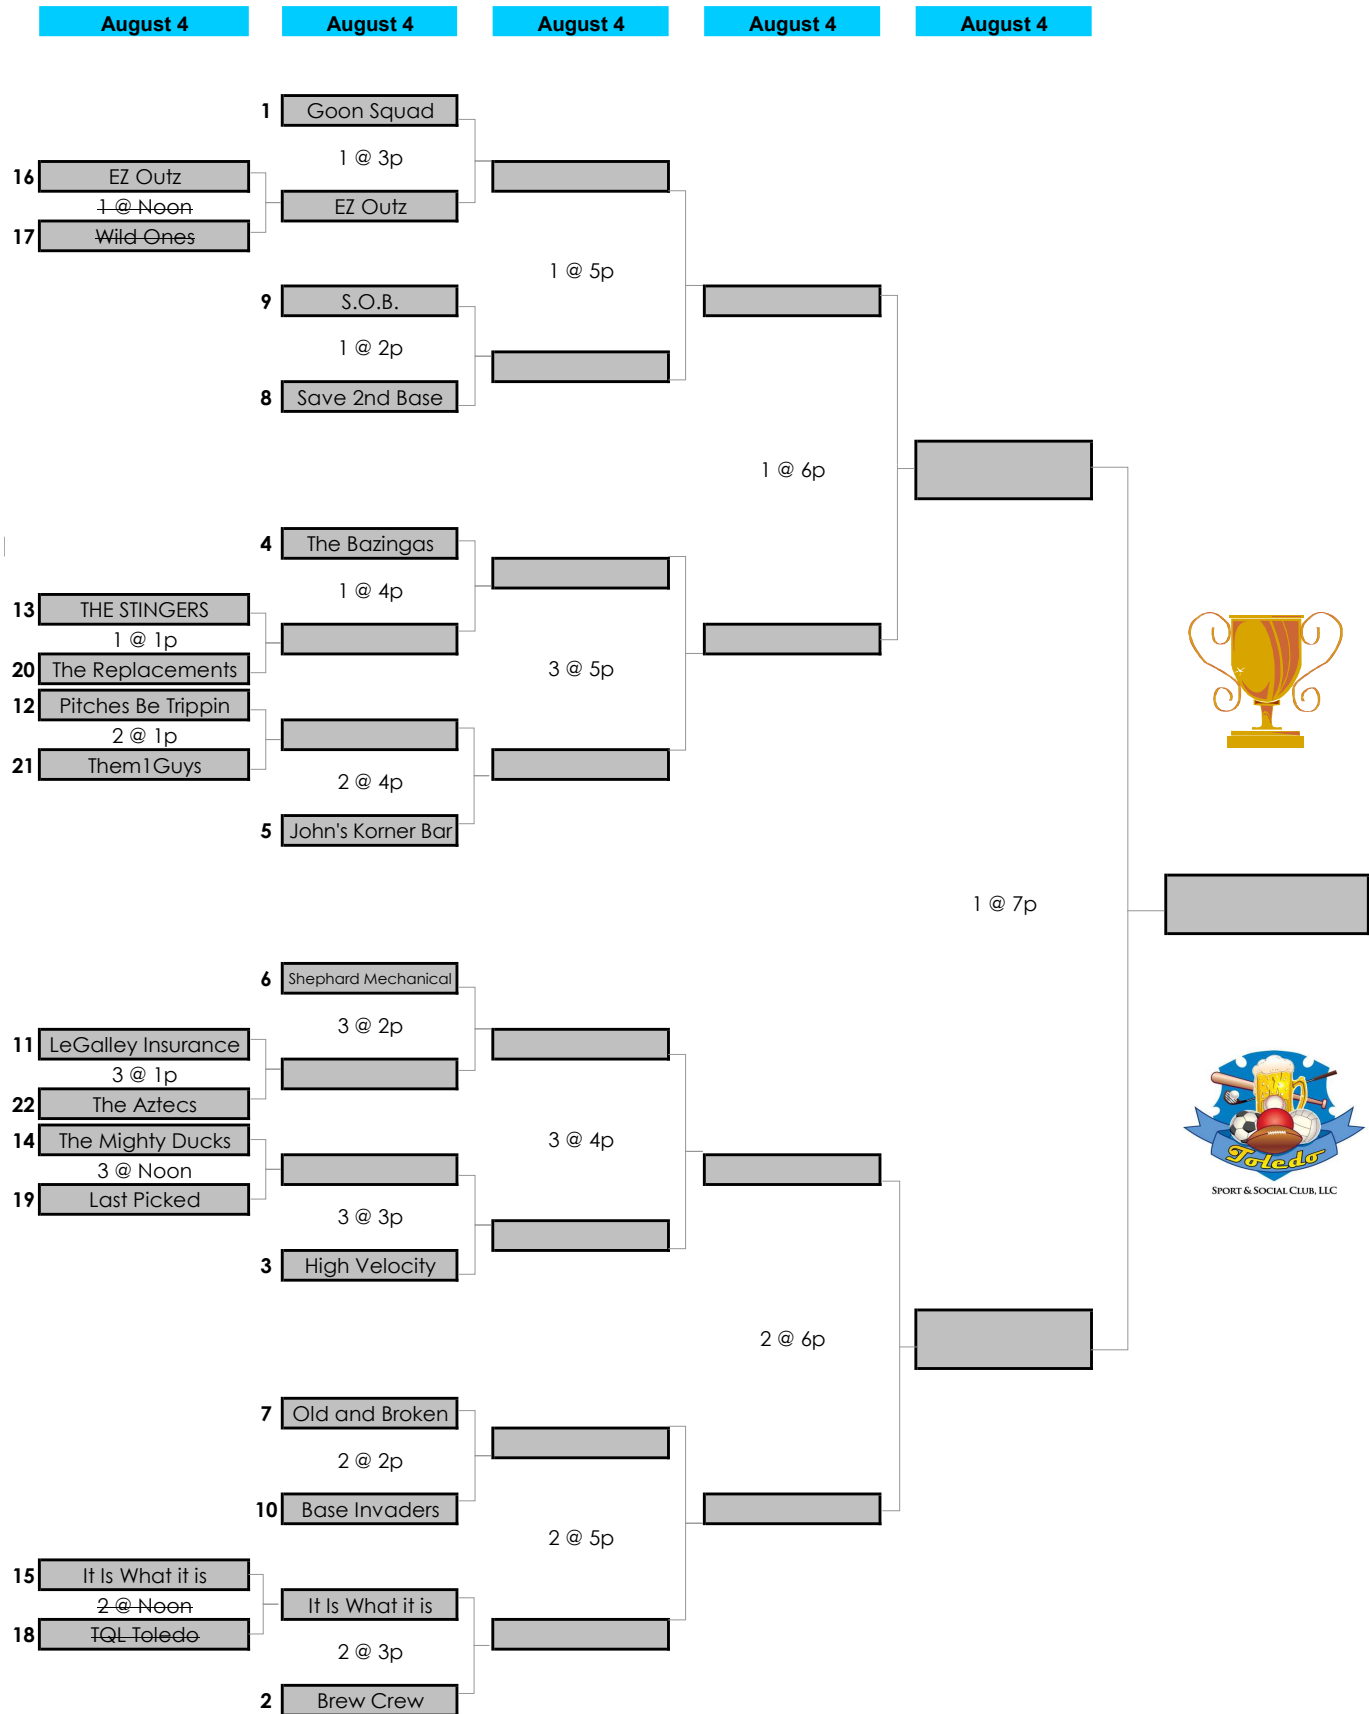 August 4 August 4 August 4 August 4 August 4
1 Goon Squad
1 @ 3p
16 EZ Outz
1 @ Noon
EZ Outz
17 Wild Ones
1 @ 5p
9 S.O.B.
1 @ 2p
8 Save 2nd Base
1 @ 6p
4 The Bazingas
1 @ 4p
13 THE STINGERS
1 @ 1p
20 The Replacements
3 @ 5p
12 Pitches Be Trippin
2 @ 1p
21 Them1Guys
2 @ 4p
5 John's Korner Bar
1 @ 7p
6 Shephard Mechanical
3 @ 2p
11 LeGalley Insurance
3 @ 1p
22 The Aztecs
14 The Mighty Ducks
3 @ 4p
3 @ Noon
19 Last Picked
3 @ 3p
3 High Velocity
Toledo
SPORT & SOCIAL CLUB, LLC
2 @ 6p
7 Old and Broken
2 @ 2p
10 Base Invaders
2 @ 5p
15 It Is What it is
2 @ Noon
It Is What it is
18 TQL Toledo
2 @ 3p
2 Brew Crew